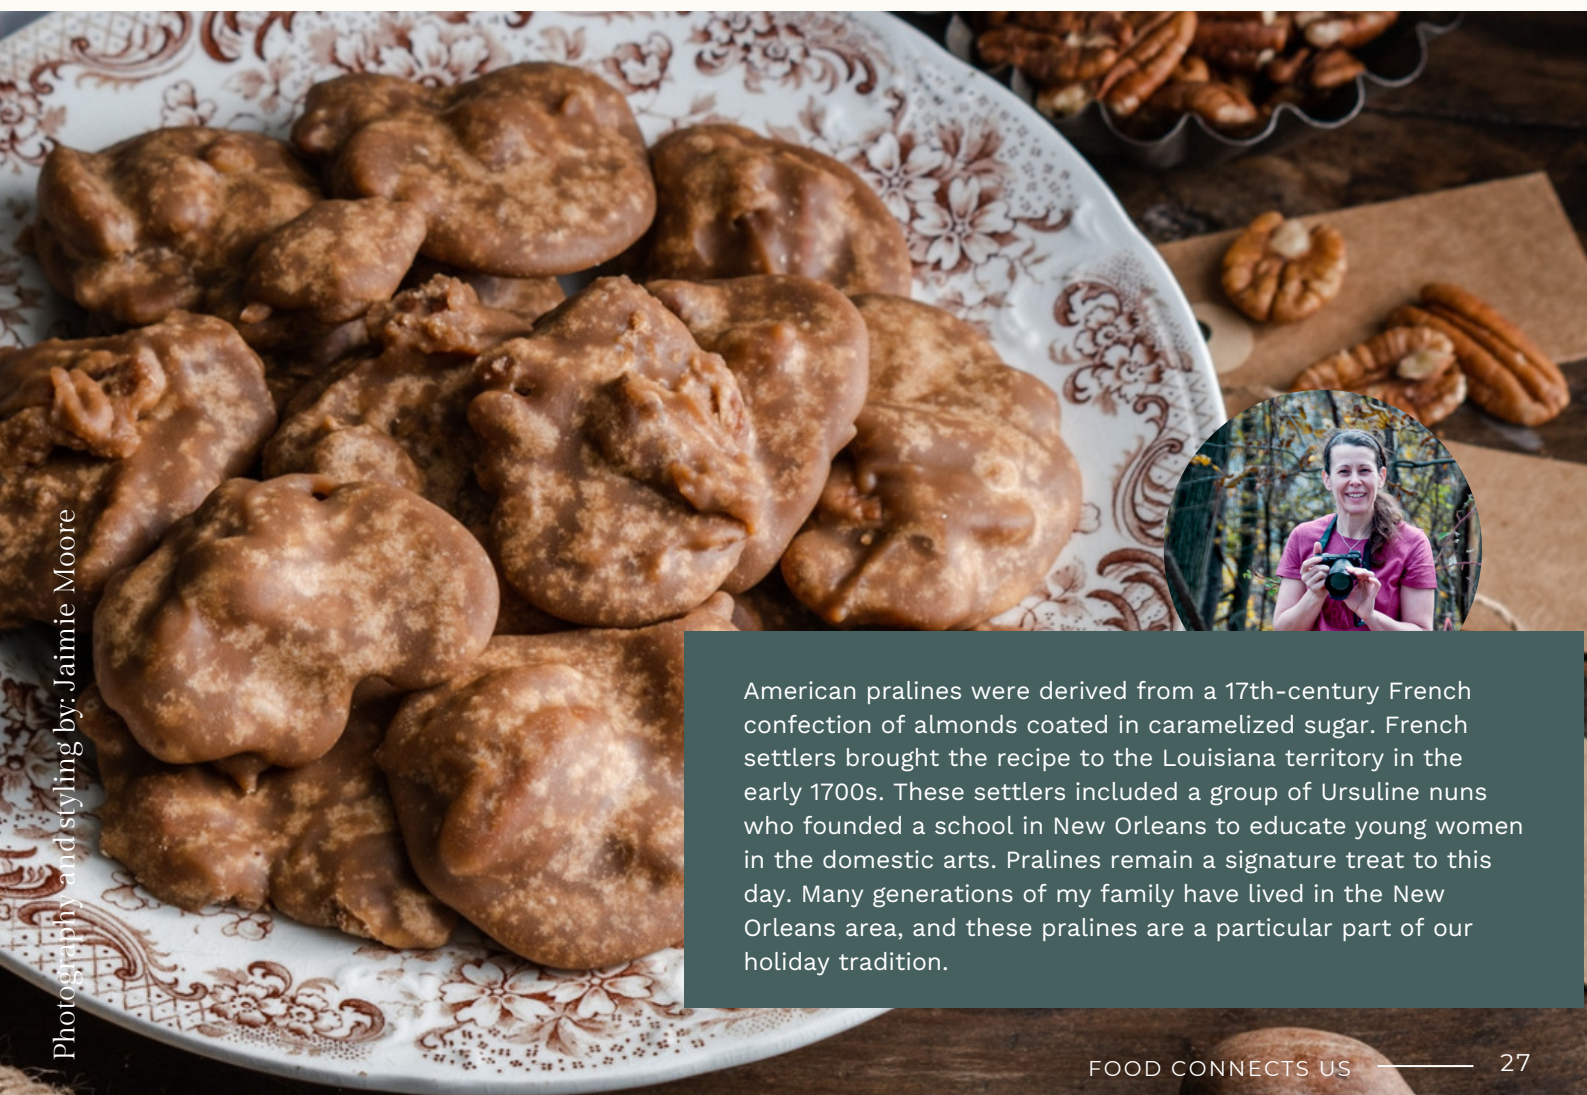 Photography and styling by: Jaimie Moore
American pralines were derived from a 17th-century French
confection of almonds coated in caramelized sugar. French
settlers brought the recipe to the Louisiana territory in the
early 1700s. These settlers included a group of Ursuline nuns
who founded a school in New Orleans to educate young women
in the domestic arts. Pralines remain a signature treat to this
day. Many generations of my family have lived in the New
Orleans area, and these pralines are a particular part of our
holiday tradition.
FOOD CONNECTS US 27